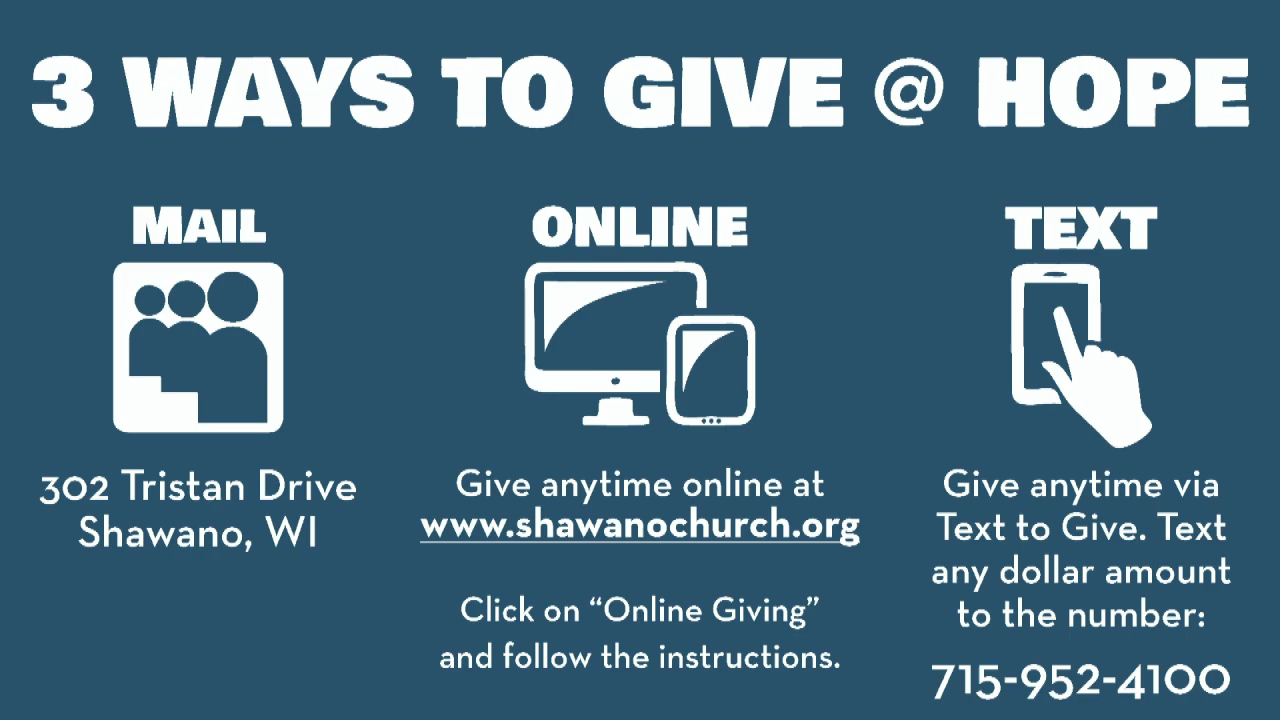 3 WAYS TO GIVE @ HOPE
MAIL
302 Tristan Drive
Shawano, WI
ONLINE
Give anytime online at
www.shawanochurch.org
Click on “Online Giving”
and follow the instructions.
TEXT
Give anytime via
Text to Give. Text
any dollar amount
to the number:
715-952-4100